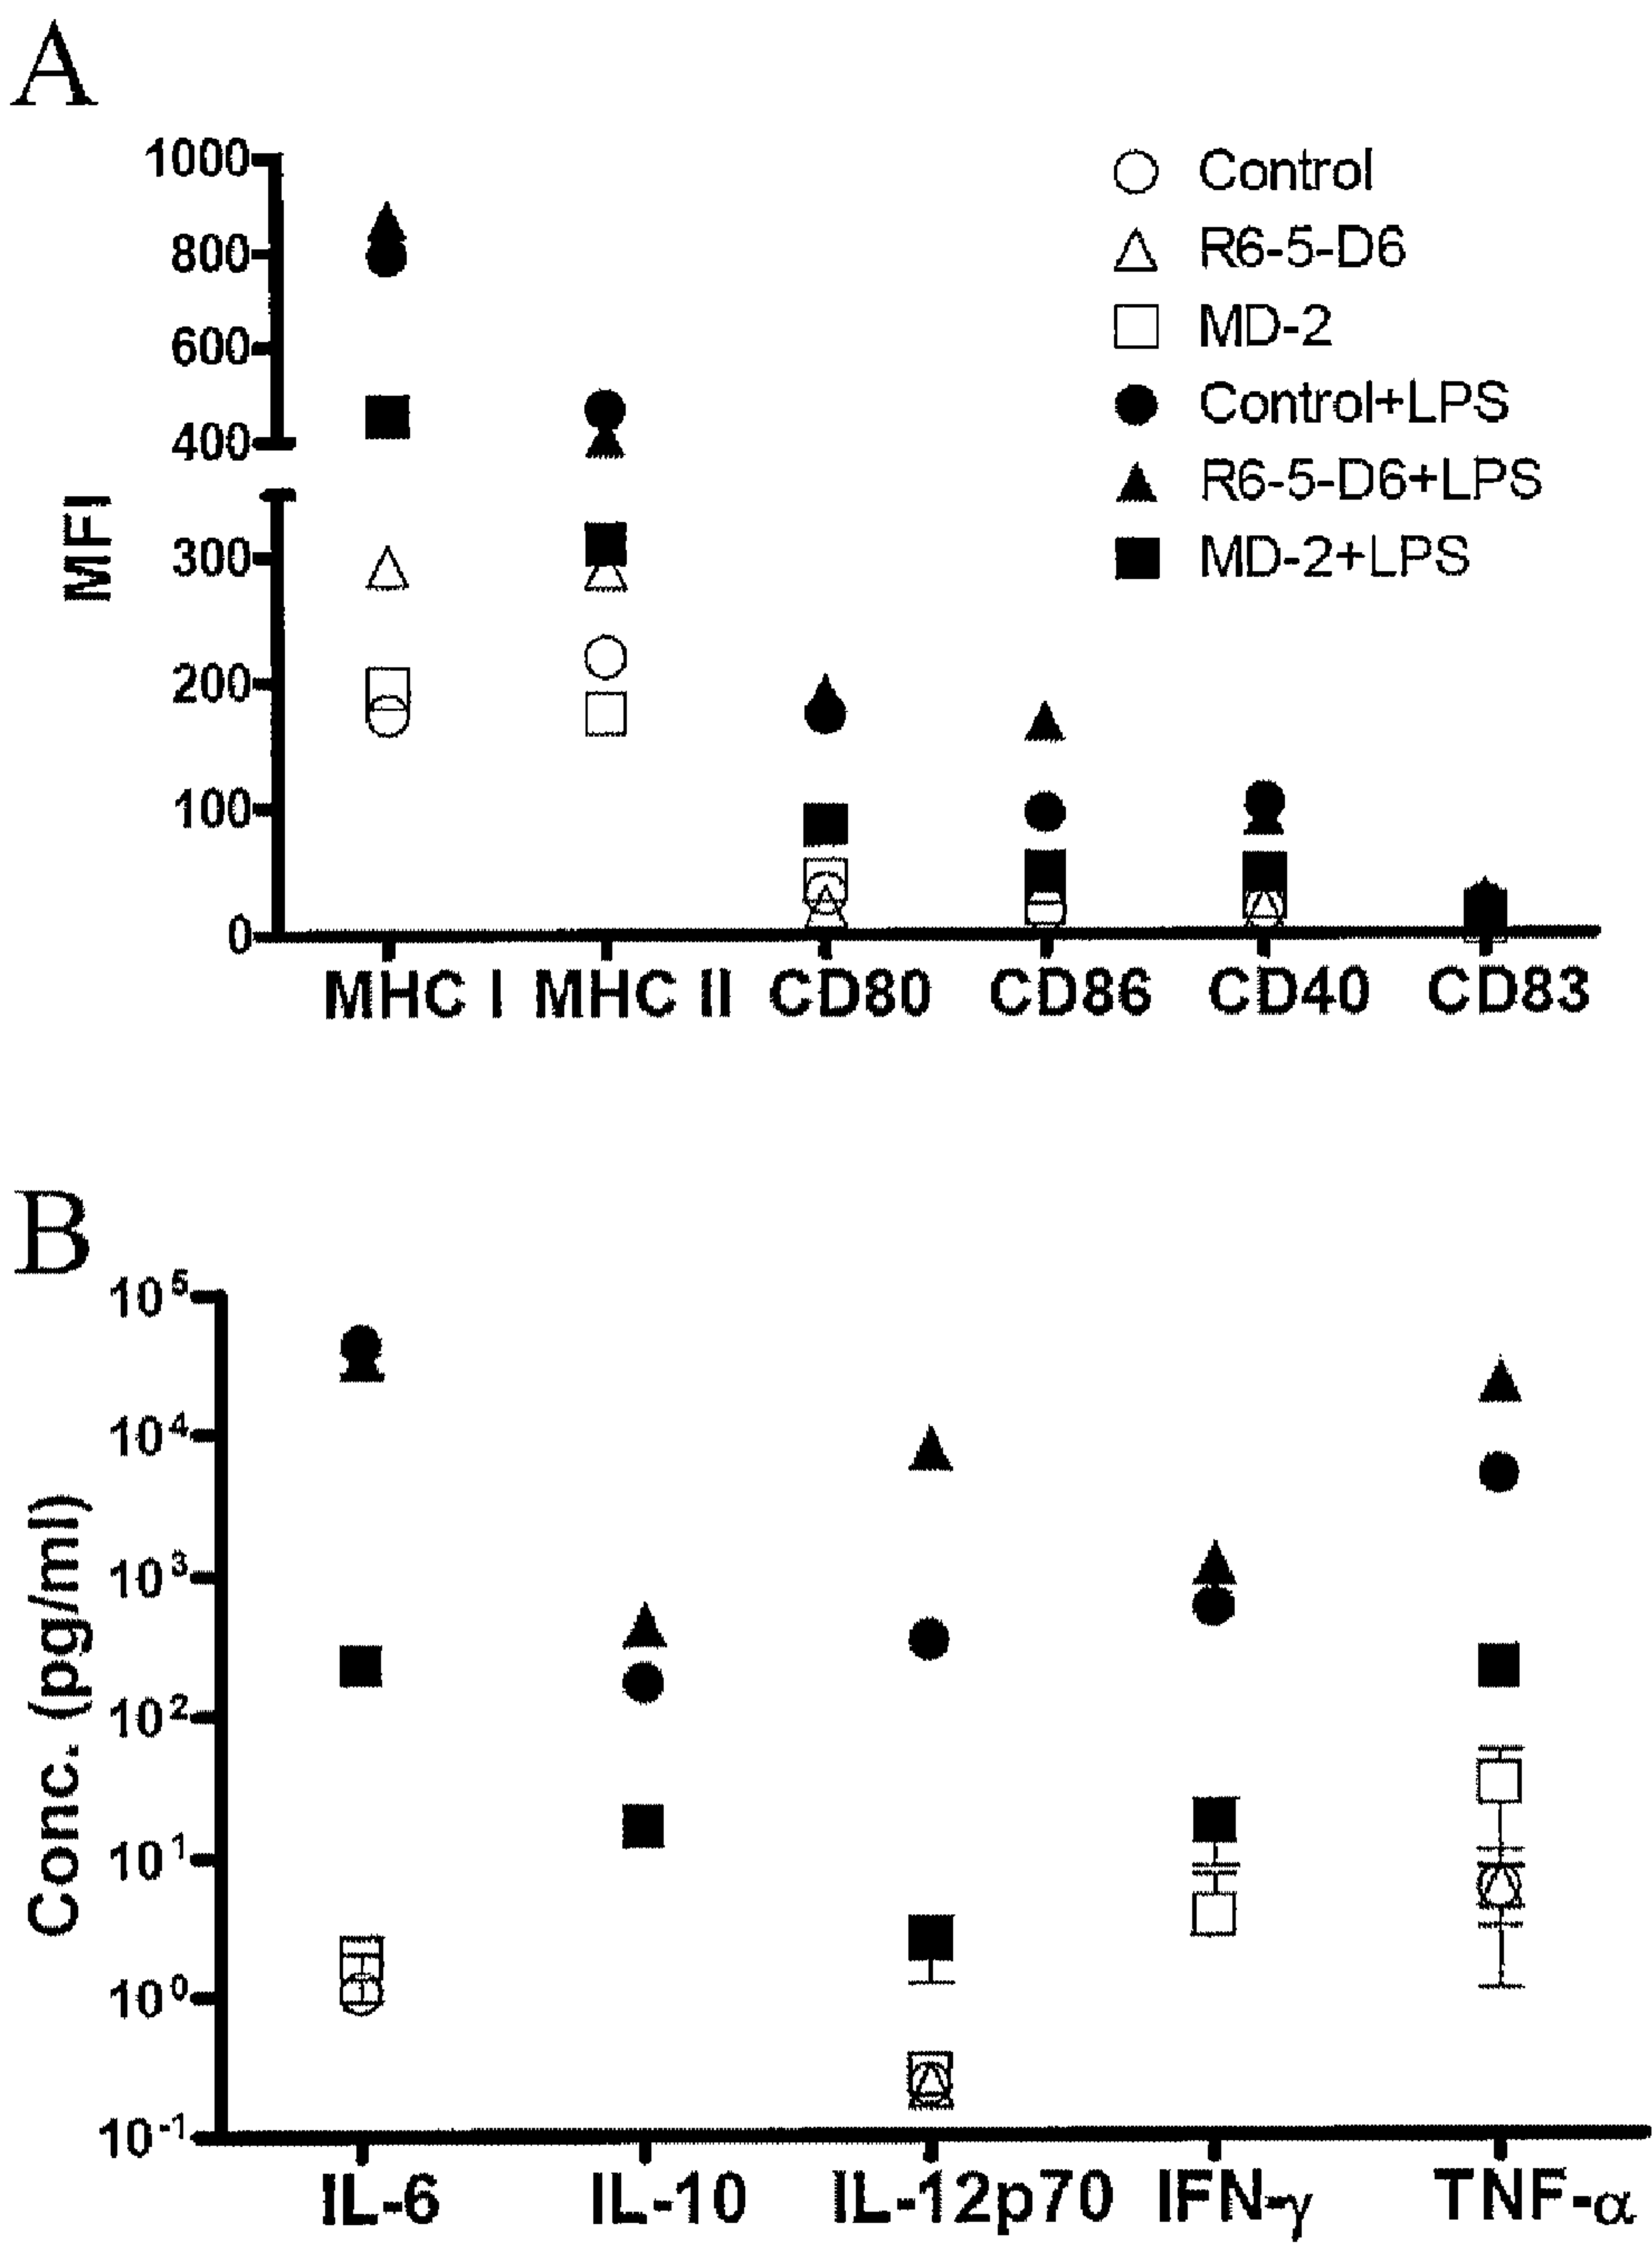 A
1000
800
600
400
300
200
100
0
MFI
Control
R6-5-D6
MD-2
Control+LPS
R6-5-D6+LPS
MD-2+LPS
MHC I MHC II CD80 CD86 CD40 CD83
B
10⁵
10⁴
10³
10²
10¹
10⁰
10⁻¹
Conc. (pg/ml)
IL-6 IL-10 IL-12p70 IFN-γ TNF-α